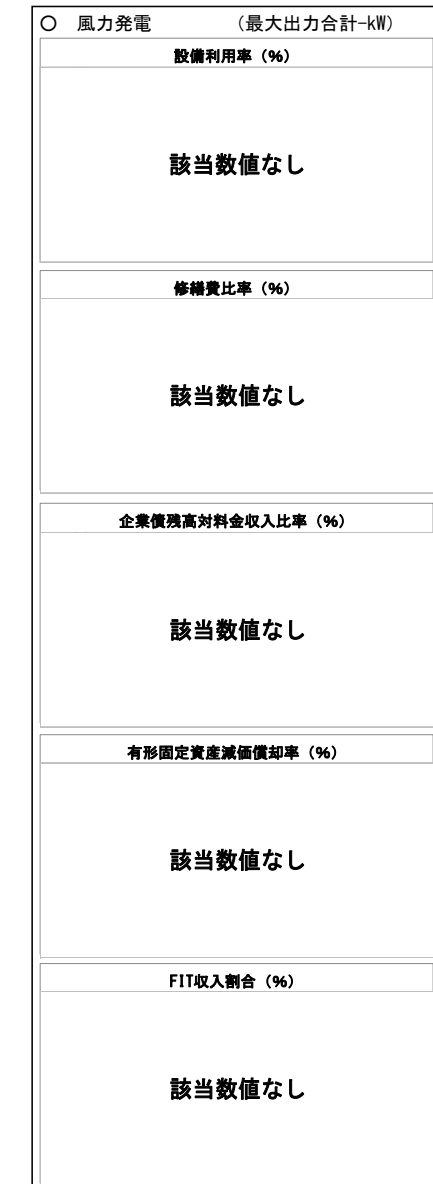 ○ 風力発電 (最大出力合計-kW)
設備利用率（%）
該当数値なし
修繕費比率（%）
該当数値なし
企業債残高対料金収入比率（%）
該当数値なし
有形固定資産減価償却率（%）
該当数値なし
FIT収入割合（%）
該当数値なし